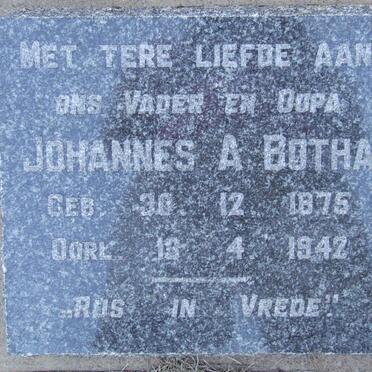 MET TERE LIEFDE AAN
ONS VADER EN OUPA
JOHANNES A. BOTHA
GEB. 30. 12. 1875
OORL. 19. 4. 1942
„RUS IN VREDE."